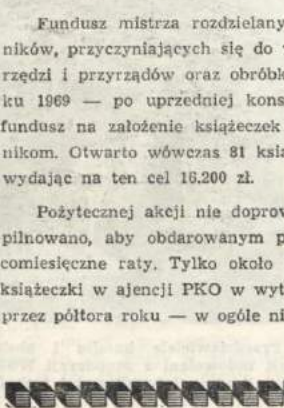 Fundusz mistrza rozdzielany
ników, przyczyniających się do
rzędzi i przyrządów oraz obróbk
ku 1969 — po uprzedniej kons
fundusz na założenie książeczek
nikom. Otwarto wówczas 81 ksią
wydając na ten cel 16.200 zł.
Pożytecznej akcji nie doprow
pilnowano, aby obdarowanym p
comiesięczne raty. Tylko około
książeczki w ajencji PKO w wyt
przez półtora roku — w ogóle ni